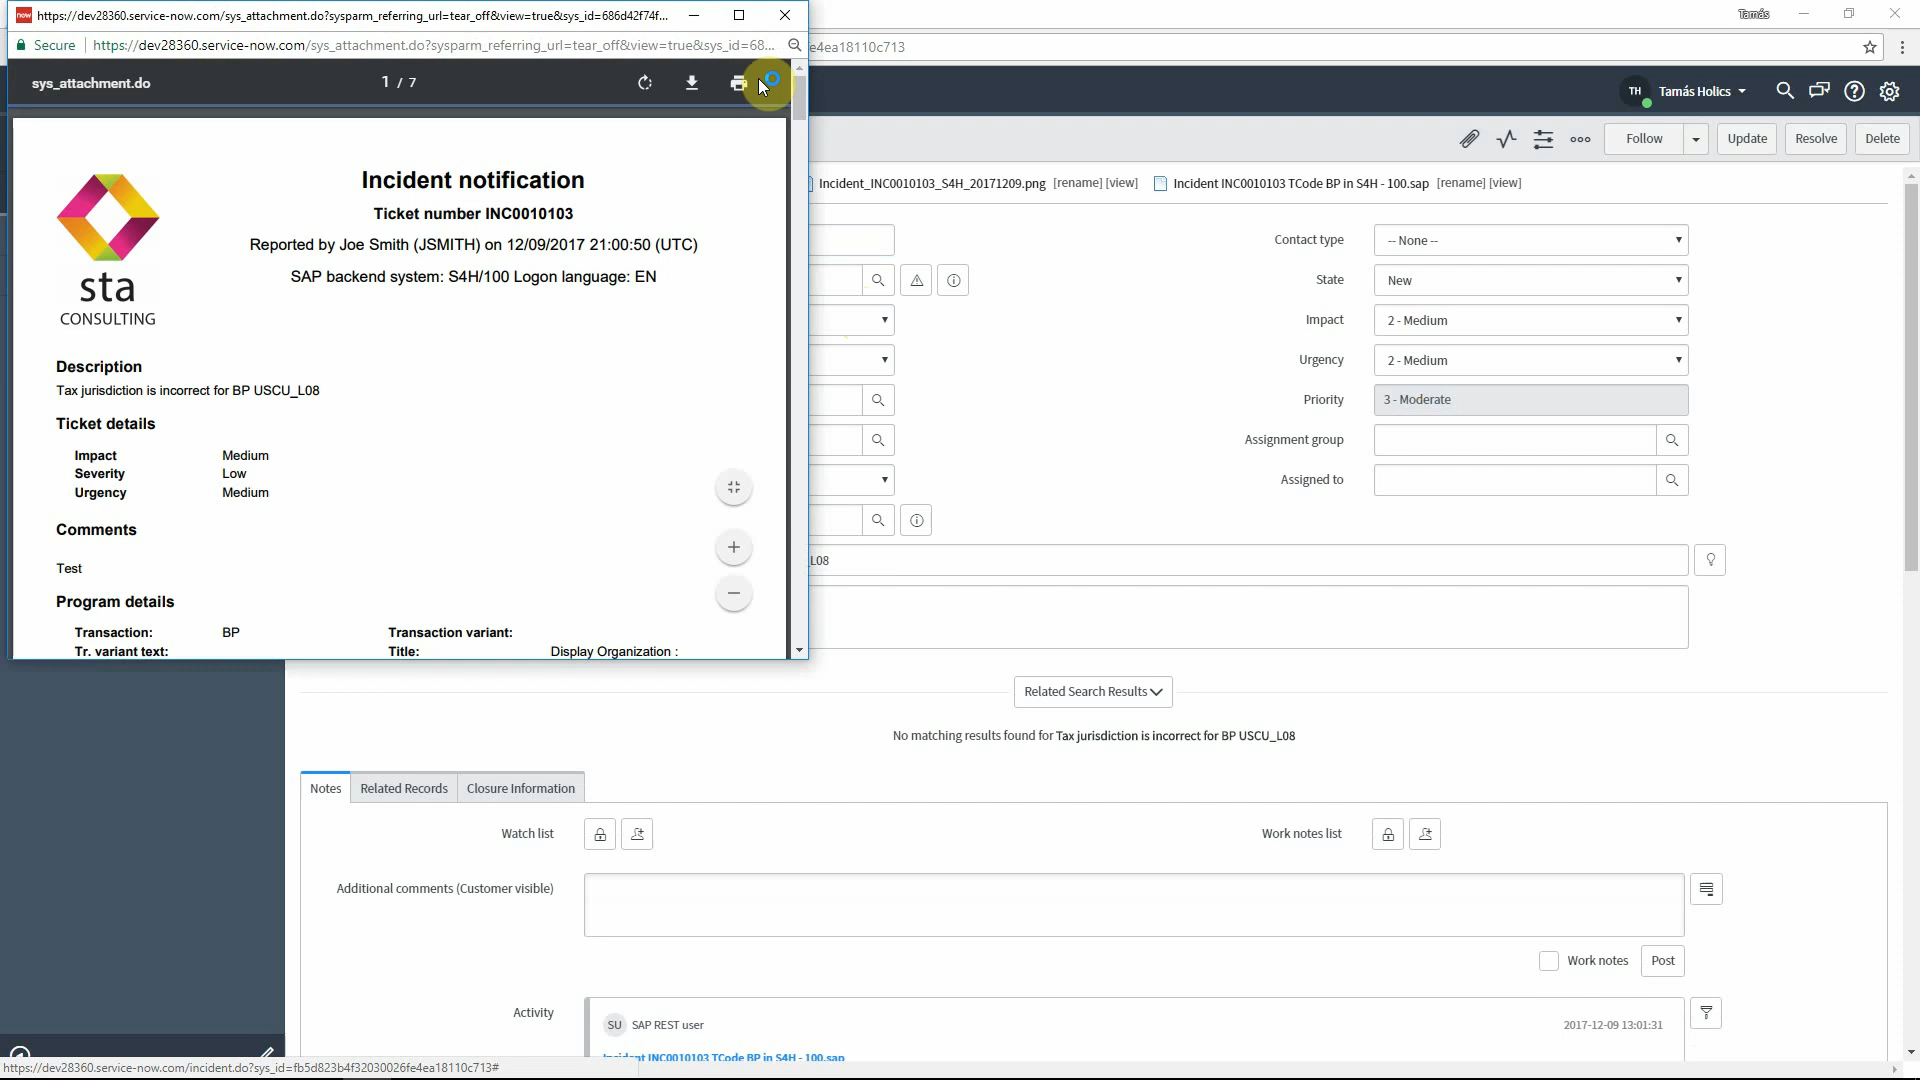 https://dev28360.service-now.com/sys_attachment.do?sysparm_referring_url=tear_off&view=true&sys_id=686d42f74f...
Tamás
Secure
https://dev28360.service-now.com/sys_attachment.do?sysparm_referring_url=tear_off&view=true&sys_id=68...
e4ea18110c713
sys_attachment.do
1 / 7
TH
Tamás Holics
Follow
Update
Resolve
Delete
Incident_INC0010103_S4H_20171209.png [rename] [view]
Incident INC0010103 TCode BP in S4H - 100.sap [rename] [view]
sta
CONSULTING
Incident notification
Ticket number INC0010103
Reported by Joe Smith (JSMITH) on 12/09/2017 21:00:50 (UTC)
SAP backend system: S4H/100 Logon language: EN
Description
Tax jurisdiction is incorrect for BP USCU_L08
Ticket details
Impact Medium
Severity Low
Urgency Medium
Comments
Test
Program details
Transaction: BP Transaction variant:
Tr. variant text: Title: Display Organization :
Contact type -- None --
State New
Impact 2 - Medium
Urgency 2 - Medium
Priority 3 - Moderate
Assignment group
Assigned to
_L08
Related Search Results
No matching results found for Tax jurisdiction is incorrect for BP USCU_L08
Notes
Related Records
Closure Information
Watch list
Work notes list
Additional comments (Customer visible)
Work notes
Post
Activity
SU
SAP REST user
2017-12-09 13:01:31
Incident INC0010103 TCode BP in S4H - 100.sap
https://dev28360.service-now.com/incident.do?sys_id=fb5d823b4f32030026fe4ea18110c713#